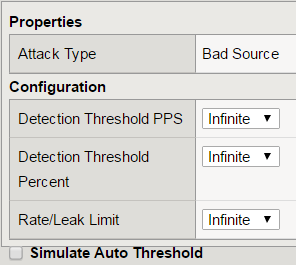 Properties
Attack Type Bad Source
Configuration
Detection Threshold PPS Infinite ▼
Detection Threshold Percent Infinite ▼
Rate/Leak Limit Infinite ▼
Simulate Auto Threshold